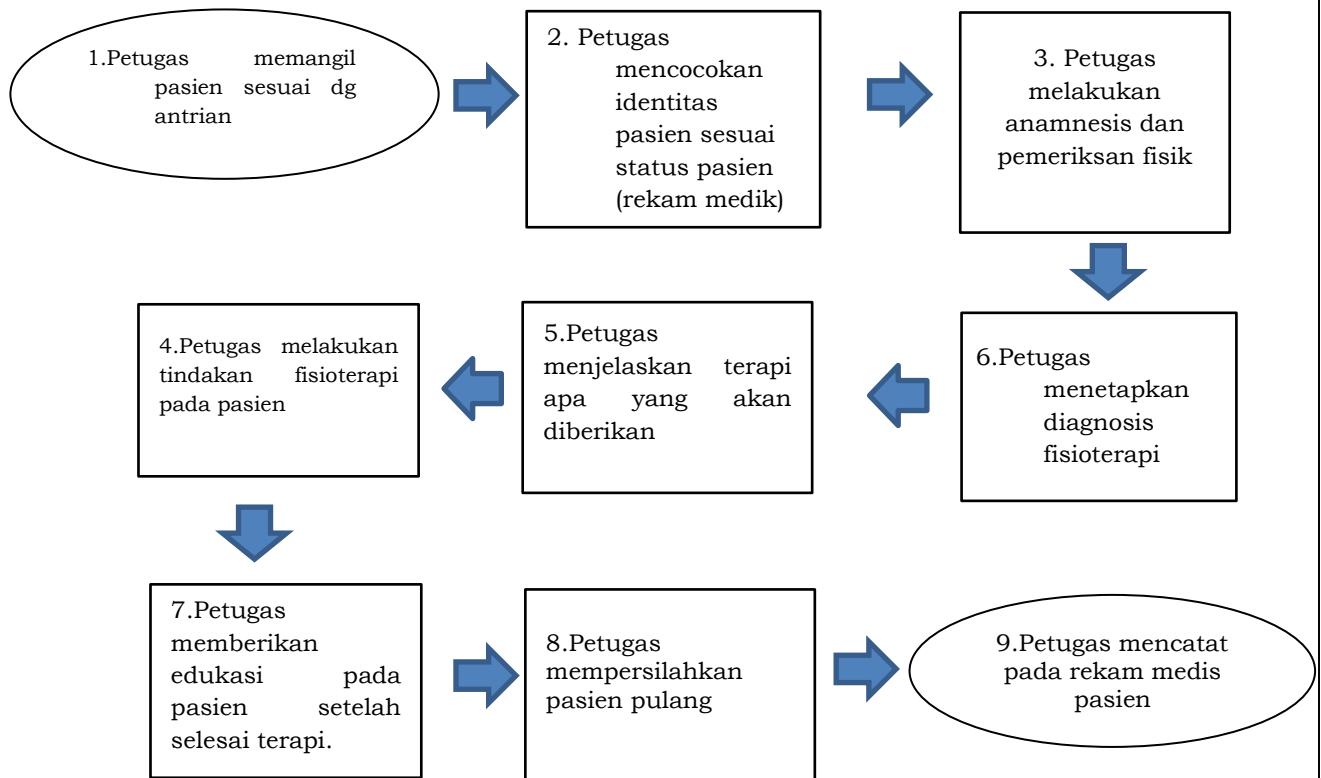 1.Petugas memangil
pasien sesuai dg
antrian
2. Petugas
mencocokan
identitas
pasien sesuai
status pasien
(rekam medik)
3. Petugas
melakukan
anamnesis dan
pemeriksan fisik
4.Petugas melakukan
tindakan fisioterapi
pada pasien
5.Petugas
menjelaskan terapi
apa yang akan
diberikan
6.Petugas
menetapkan
diagnosis
fisioterapi
7.Petugas
memberikan
edukasi pada
pasien setelah
selesai terapi.
8.Petugas
mempersilahkan
pasien pulang
9.Petugas mencatat
pada rekam medis
pasien